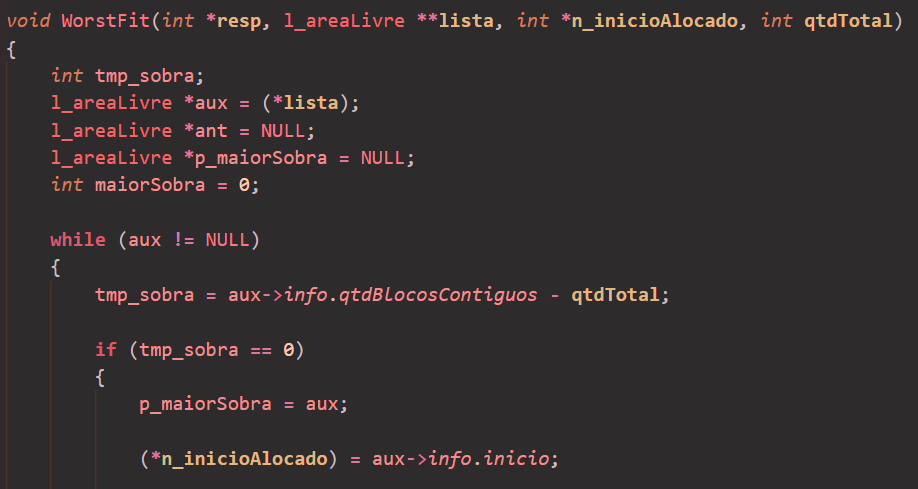 void WorstFit(int *resp, l_areaLivre **lista, int *n_inicioAlocado, int qtdTotal)
{
    int tmp_sobra;
    l_areaLivre *aux = (*lista);
    l_areaLivre *ant = NULL;
    l_areaLivre *p_maiorSobra = NULL;
    int maiorSobra = 0;

    while (aux != NULL)
    {
        tmp_sobra = aux->info.qtdBlocosContiguos - qtdTotal;

        if (tmp_sobra == 0)
        {
            p_maiorSobra = aux;

            (*n_inicioAlocado) = aux->info.inicio;